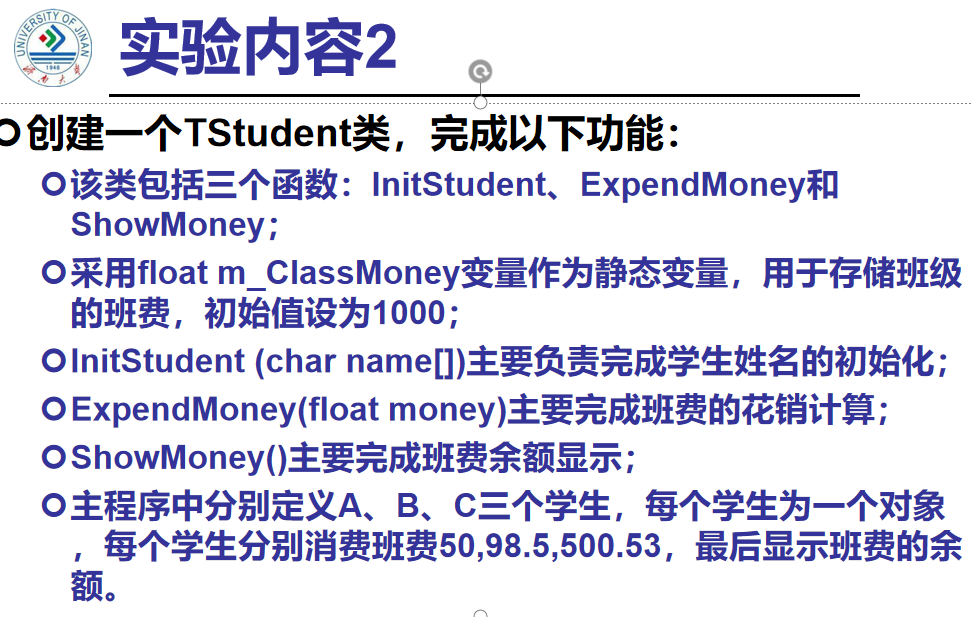 UNIVERSITY OF JINAN
1948
济南大学
实验内容2
创建一个TStudent类，完成以下功能：
该类包括三个函数：InitStudent、ExpendMoney和
ShowMoney；
采用float m_ClassMoney变量作为静态变量，用于存储班级
的班费，初始值设为1000；
InitStudent (char name[])主要负责完成学生姓名的初始化；
ExpendMoney(float money)主要完成班费的花销计算；
ShowMoney()主要完成班费余额显示；
主程序中分别定义A、B、C三个学生，每个学生为一个对象
，每个学生分别消费班费50,98.5,500.53，最后显示班费的余
额。